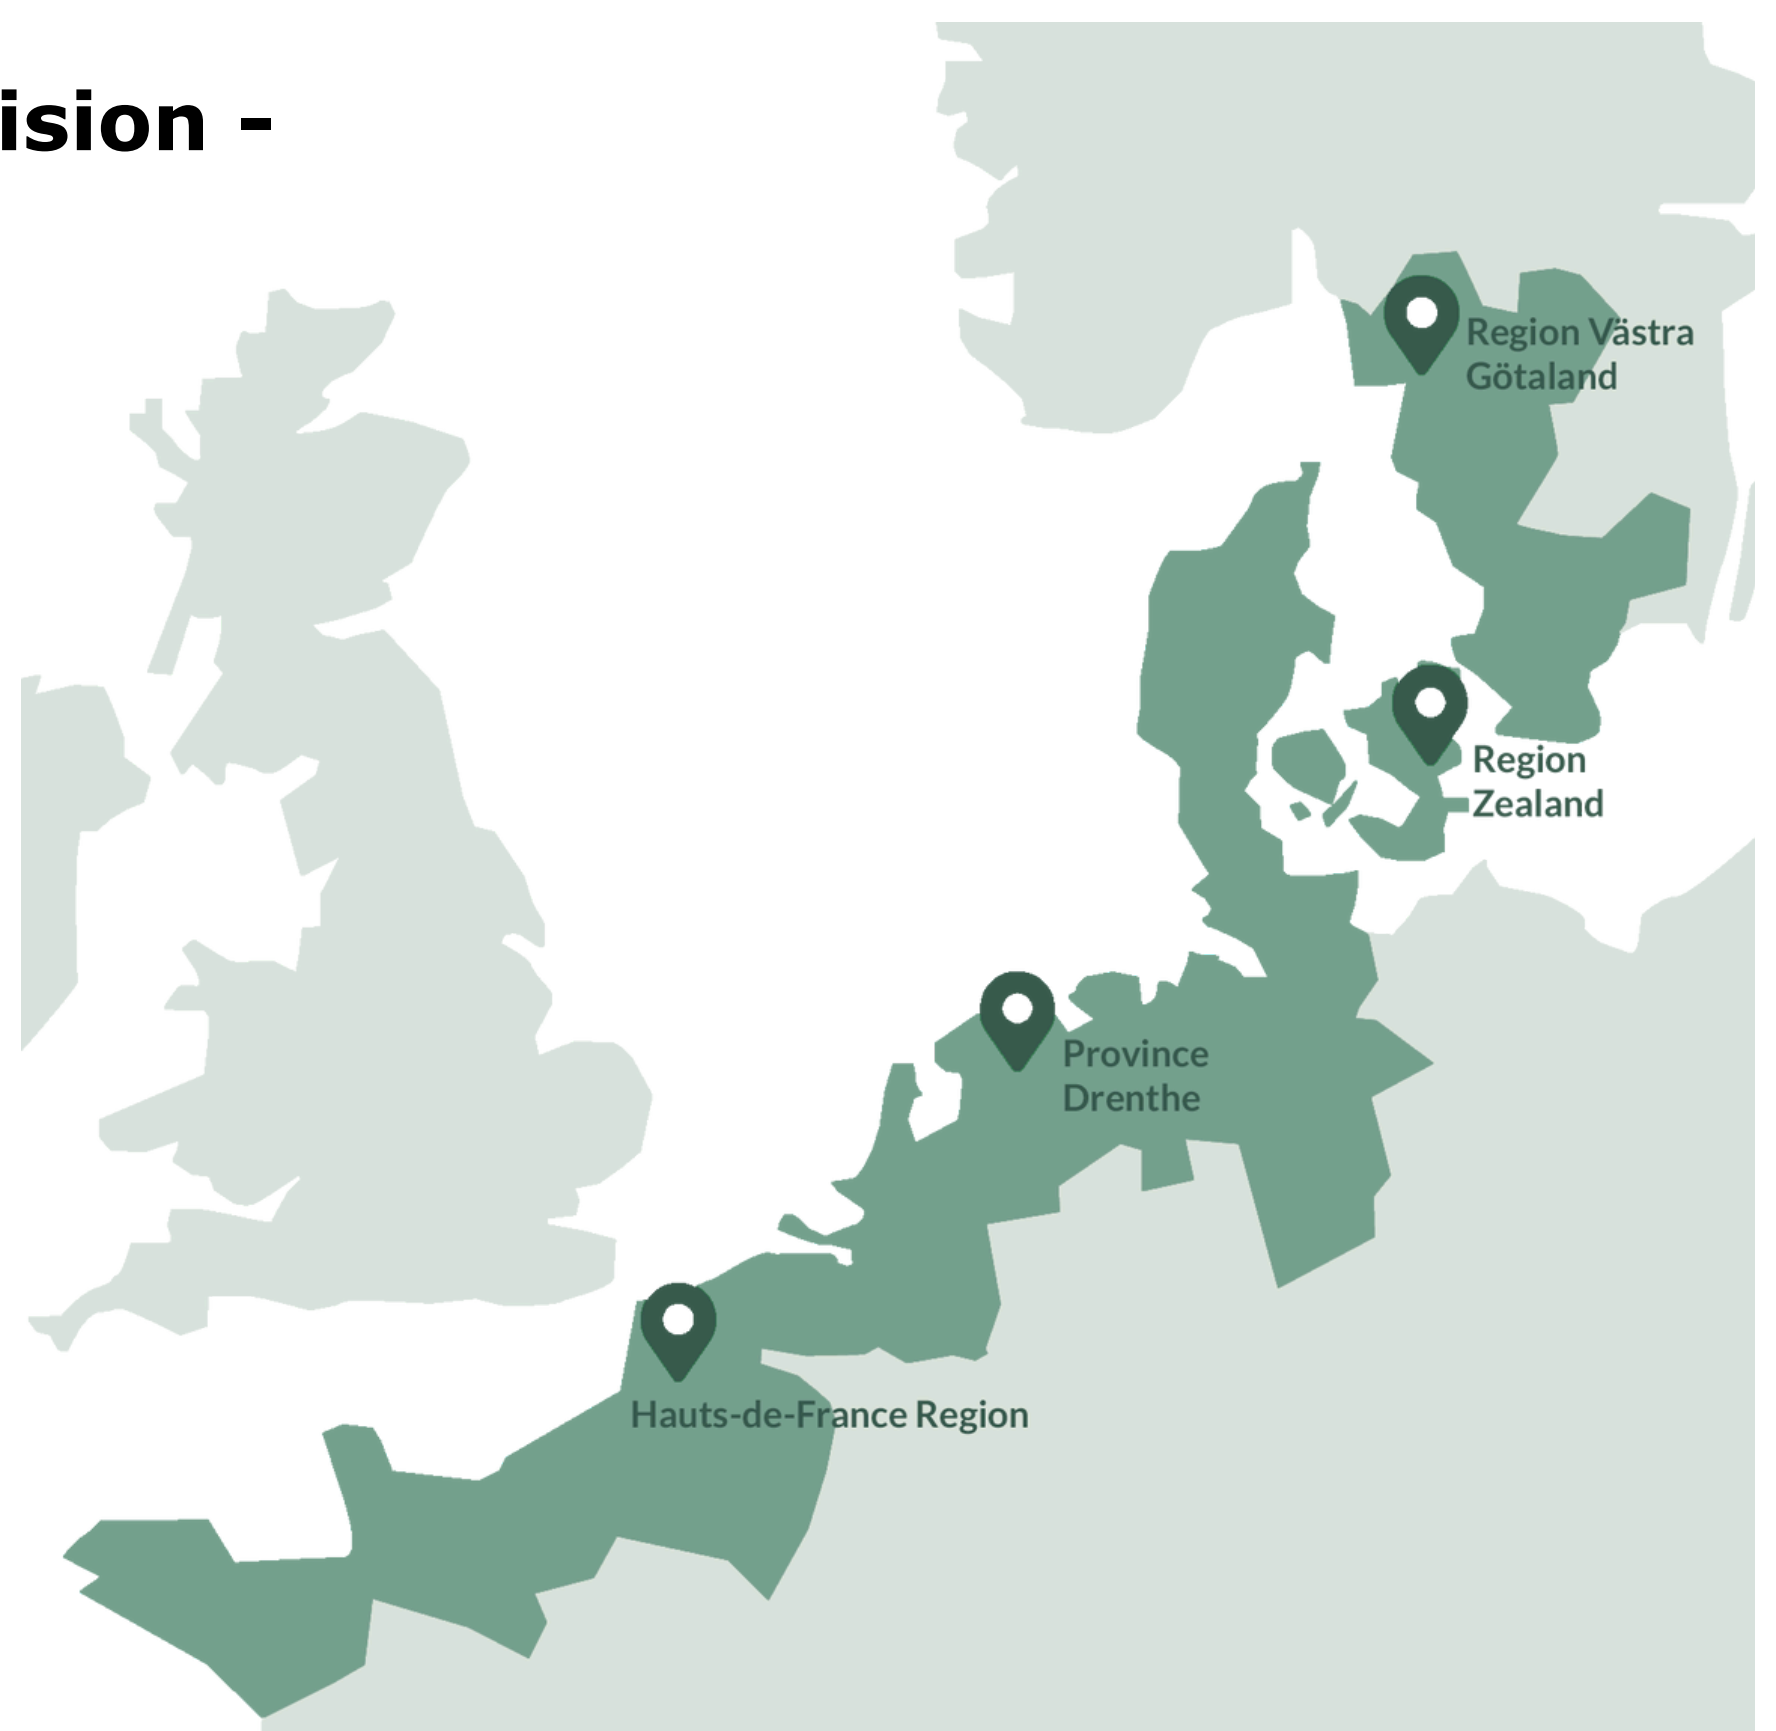 ision -
Region Västra
Götaland
Region
Zealand
Province
Drenthe
Hauts-de-France Region